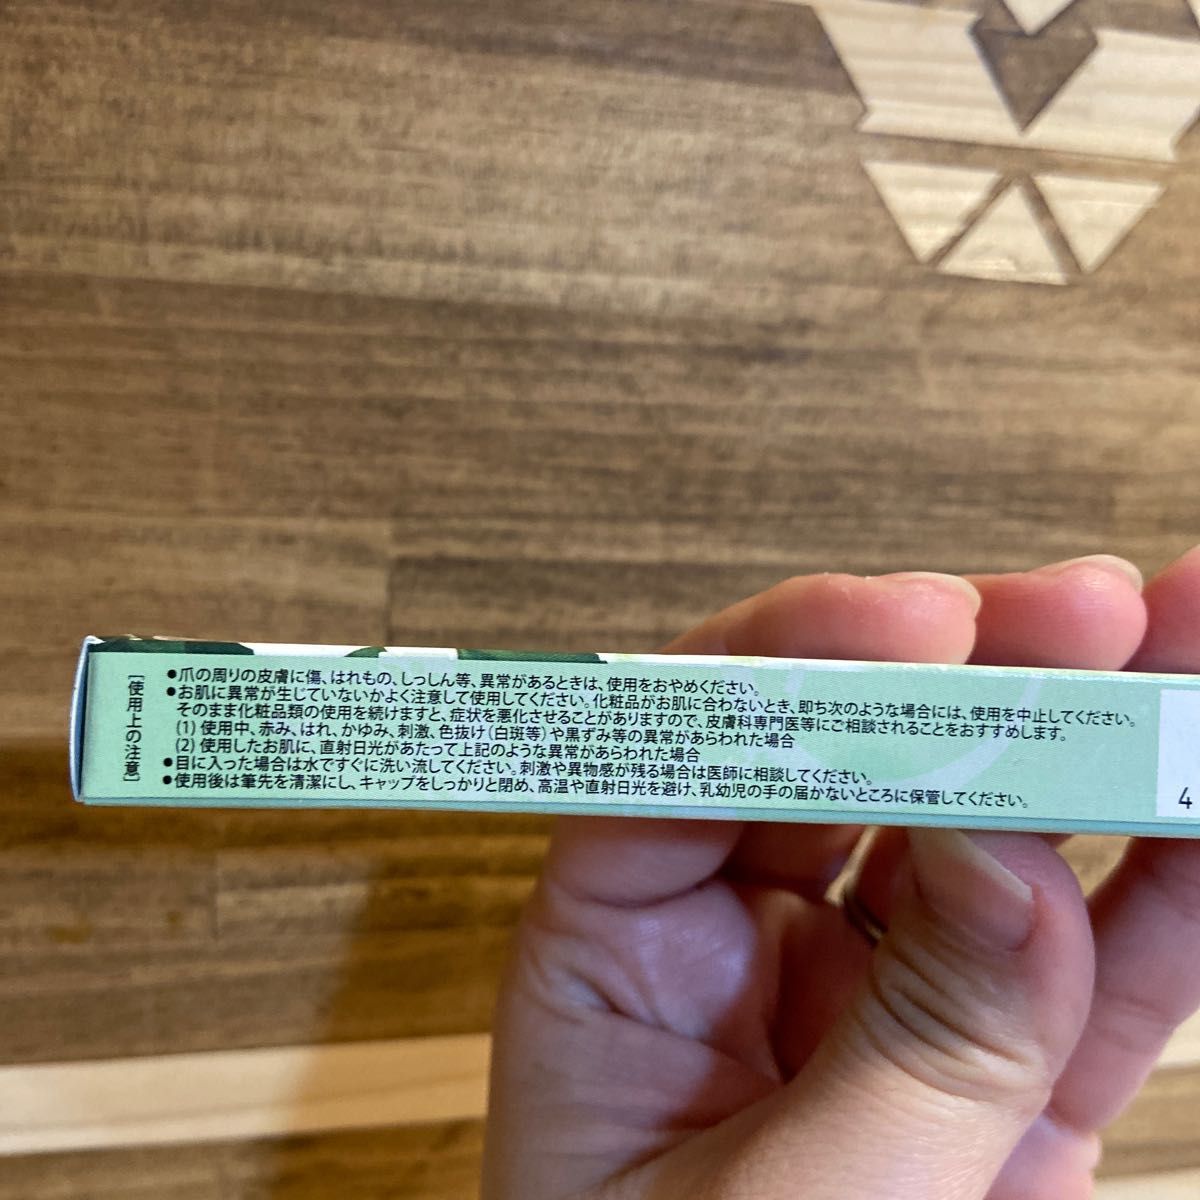 [使用上の注意]
●爪の周りの皮膚に傷、はれもの、しっしん等、異常があるときは、使用をおやめください。
●お肌に異常が生じていないかよく注意して使用してください。化粧品がお肌に合わないとき、即ち次のような場合には、使用を中止してください。
そのまま化粧品類の使用を続けますと、症状を悪化させることがありますので、皮膚科専門医等にご相談されることをおすすめします。
(1) 使用中、赤み、はれ、かゆみ、刺激、色抜け(白斑等)や黒ずみ等の異常があらわれた場合
(2) 使用したお肌に、直射日光があたって上記のような異常があらわれた場合
●目に入った場合は水ですぐに洗い流してください。刺激や異物感が残る場合は医師に相談してください。
●使用後は筆先を清潔にし、キャップをしっかりと閉め、高温や直射日光を避け、乳幼児の手の届かないところに保管してください。
4